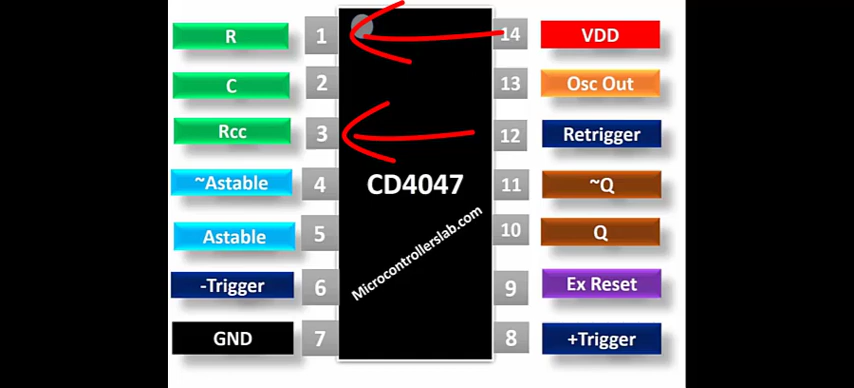 R 1 14 VDD
C 2 13 Osc Out
Rcc 3 12 Retrigger
~Astable 4 CD4047 11 ~Q
Astable 5 10 Q
Microcontrollerslab.com
-Trigger 6 9 Ex Reset
GND 7 8 +Trigger